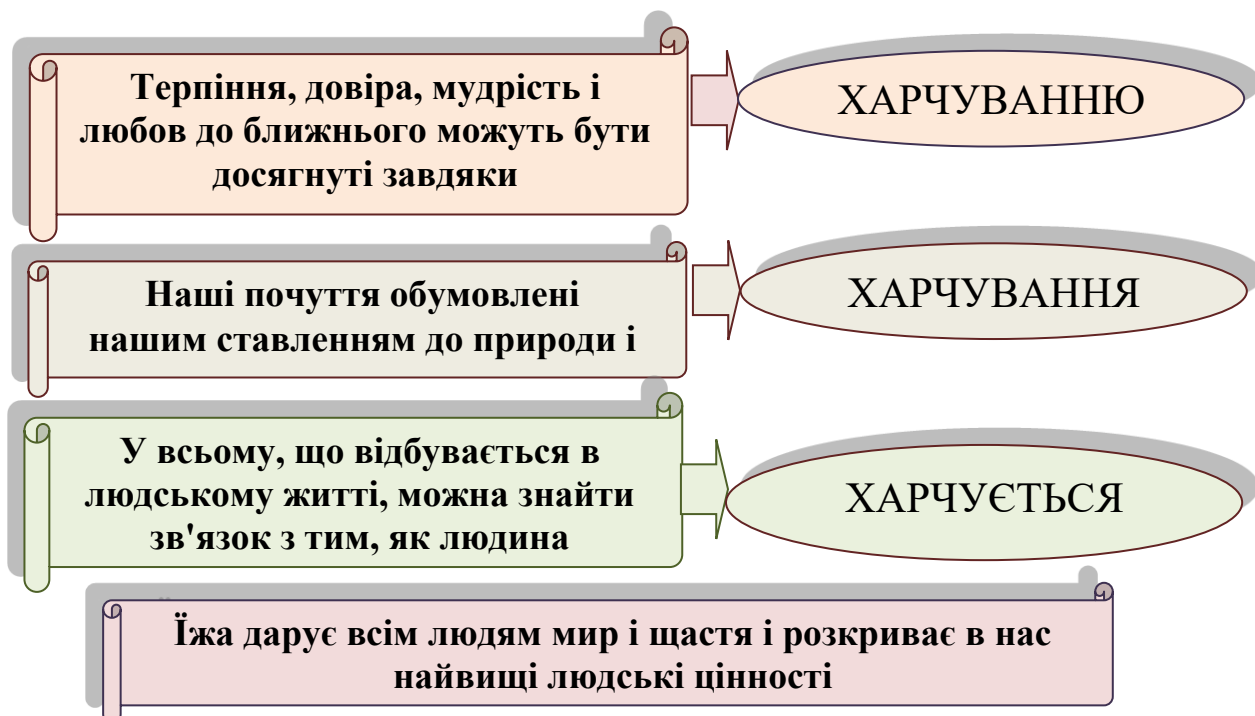 Терпіння, довіра, мудрість і
любов до ближнього можуть бути
досягнуті завдяки
ХАРЧУВАННЮ
Наші почуття обумовлені
нашим ставленням до природи і
ХАРЧУВАННЯ
У всьому, що відбувається в
людському житті, можна знайти
зв'язок з тим, як людина
ХАРЧУЄТЬСЯ
Їжа дарує всім людям мир і щастя і розкриває в нас
найвищі людські цінності